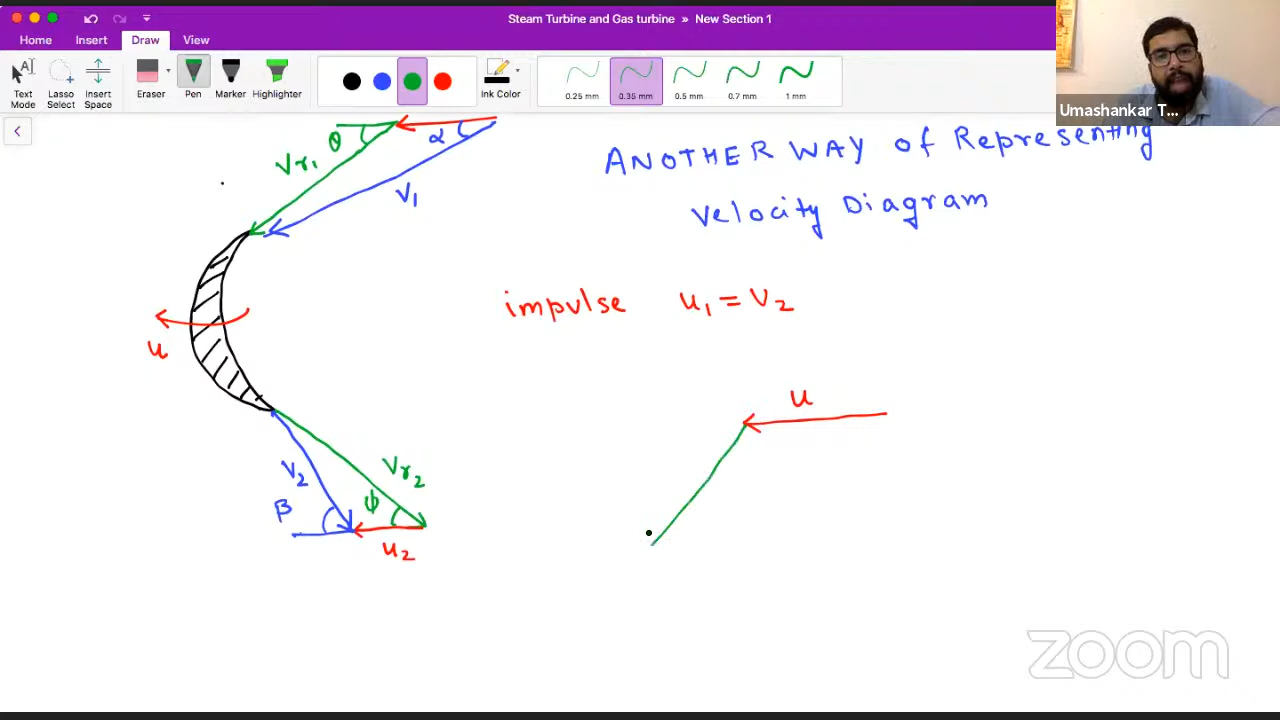 Steam Turbine and Gas turbine » New Section 1
Home Insert Draw View
Text Mode
Lasso Select
Insert Space
Eraser
Pen
Marker
Highlighter
Ink Color
0.25 mm
0.35 mm
0.5 mm
0.7 mm
1 mm
Umashankar T...
ANOTHER WAY of Representing
Velocity Diagram
θ
α
Vr1
V1
impulse u1 = V2
u
u
V2
Vr2
β
φ
u2
zoom